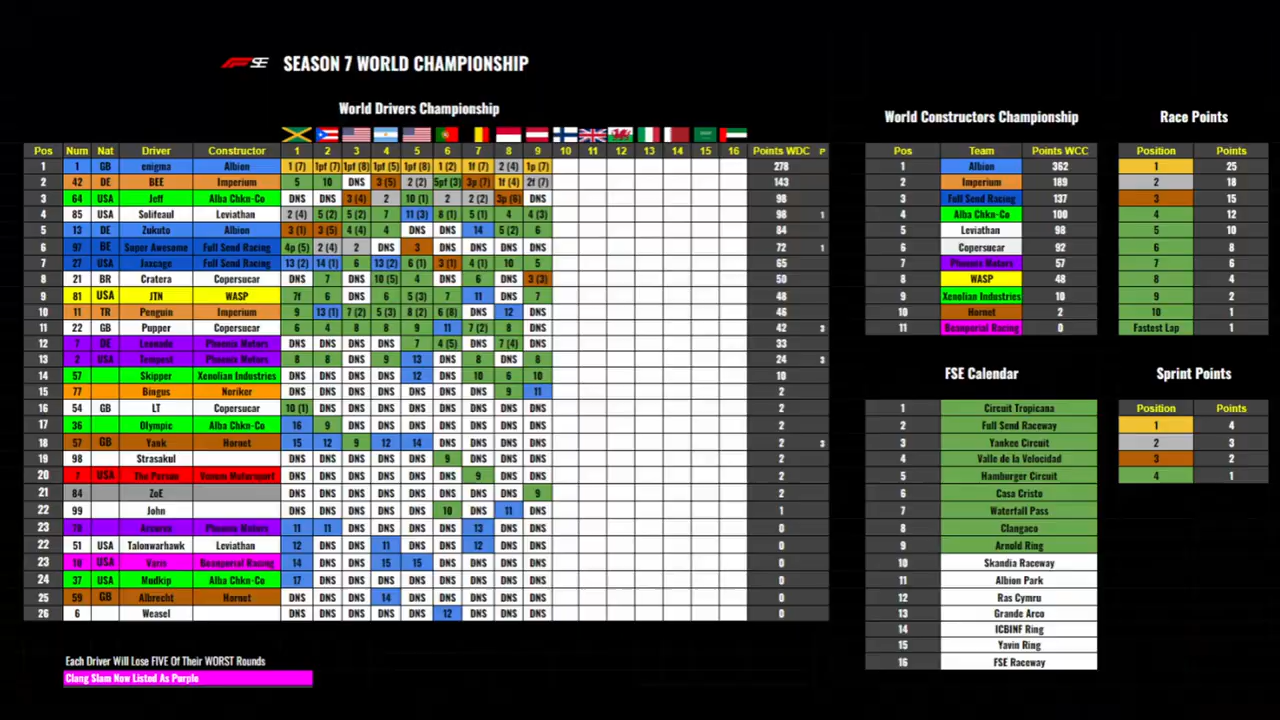 SE SEASON 7 WORLD CHAMPIONSHIP
World Drivers Championship
Pos Num Nat Driver Constructor 1 2 3 4 5 6 7 8 9 10 11 12 13 14 15 16 Points WDC P
1 1 GB enigma Albion 1 (7) 1pf (7) 1pf (8) 1pf (5) 1pf (8) 1 (2) 1f (7) 2 (4) 1p (7) 278
2 42 DE BEE Imperium 5 10 DNS 3 (5) 2 (2) 5pf (3) 3p (7) 1f (4) 2f (7) 143
3 64 USA Jeff Alba Chkn-Co DNS DNS 3 (4) 2 10 (1) 2 2 (2) 3p (6) DNS 98
4 85 USA Solifeaul Leviathan 2 (4) 5 (2) 5 (2) 7 11 (3) 8 (1) 5 (1) 4 4 (3) 98 1
5 13 DE Zukuto Albion 3 (1) 3 (5) 4 (4) 4 DNS DNS 14 5 (2) 6 84
6 97 BE Super Awesome Full Send Racing 4p (5) 2 (4) 2 DNS 3 DNS DNS DNS DNS 72 1
7 27 USA Jaxcage Full Send Racing 13 (2) 14 (1) 6 13 (2) 6 (1) 3 (1) 4 (1) 10 5 65
8 21 BR Cratera Copersucar DNS 7 DNS 10 (5) 4 DNS 6 DNS 3 (3) 50
9 81 USA JTN WASP 7f 6 DNS 6 5 (3) 7 11 DNS 7 48
10 11 TR Penguin Imperium 9 13 (1) 7 (2) 5 (3) 8 (2) 6 (8) DNS 12 DNS 46
11 22 GB Pupper Copersucar 6 4 8 8 9 11 7 (2) 8 DNS 42 3
12 7 DE Leonado Phoenix Motors DNS DNS DNS DNS 7 4 (5) DNS 7 (4) DNS 33
13 2 USA Tempest Phoenix Motors 8 8 DNS 9 13 DNS 8 DNS 8 24 3
14 57 Skipper Xenolian Industries DNS DNS DNS DNS 12 DNS 10 6 10 10
15 77 Bingus Noriker DNS DNS DNS DNS DNS DNS DNS 9 11 2
16 54 GB LT Copersucar 10 (1) DNS DNS DNS DNS DNS DNS DNS DNS 2
17 36 Olympic Alba Chkn-Co 16 9 DNS DNS DNS DNS DNS DNS DNS 2
18 57 GB Yank Hornet 15 12 9 12 14 DNS DNS DNS DNS 2 3
19 98 Strasakul DNS DNS DNS DNS DNS 9 DNS DNS DNS 2
20 7 USA The Person Venom Motorsport DNS DNS DNS DNS DNS DNS 9 DNS DNS 2
21 84 ZoE DNS DNS DNS DNS DNS DNS DNS DNS 9 2
22 99 John DNS DNS DNS DNS DNS 10 DNS 11 DNS 1
23 70 Phoenix Motors 11 11 DNS DNS DNS DNS 13 DNS DNS 0
22 51 USA Talonwarhawk Leviathan 12 DNS DNS 11 DNS DNS 12 DNS DNS 0
23 10 USA Varis Beauperial Racing 14 DNS DNS 15 15 DNS DNS DNS DNS 0
24 37 USA Mudkip Alba Chkn-Co 17 DNS DNS DNS DNS DNS DNS DNS DNS 0
25 59 GB Albrecht Hornet DNS DNS DNS 14 DNS DNS DNS DNS DNS 0
26 6 Weasel DNS DNS DNS DNS DNS 12 DNS DNS DNS 0
Each Driver Will Lose FIVE Of Their WORST Rounds
Clang Slam Now Listed As Purple
World Constructors Championship
Pos Team Points WCC
1 Albion 362
2 Imperium 189
3 Full Send Racing 137
4 Alba Chkn-Co 100
5 Leviathan 98
6 Copersucar 92
7 Phoenix Motors 57
8 WASP 48
9 Xenolian Industries 10
10 Hornet 2
11 Beauperial Racing 0
FSE Calendar
1 Circuit Tropicana
2 Full Send Raceway
3 Yankee Circuit
4 Valle de la Velocidad
5 Hamburger Circuit
6 Casa Cristo
7 Waterfall Pass
8 Clangaco
9 Arnold Ring
10 Skandia Raceway
11 Albion Park
12 Ras Cymru
13 Grande Arco
14 ICBINF Ring
15 Yavin Ring
16 FSE Raceway
Race Points
Position Points
1 25
2 18
3 15
4 12
5 10
6 8
7 6
8 4
9 2
10 1
Fastest Lap 1
Sprint Points
Position Points
1 4
2 3
3 2
4 1